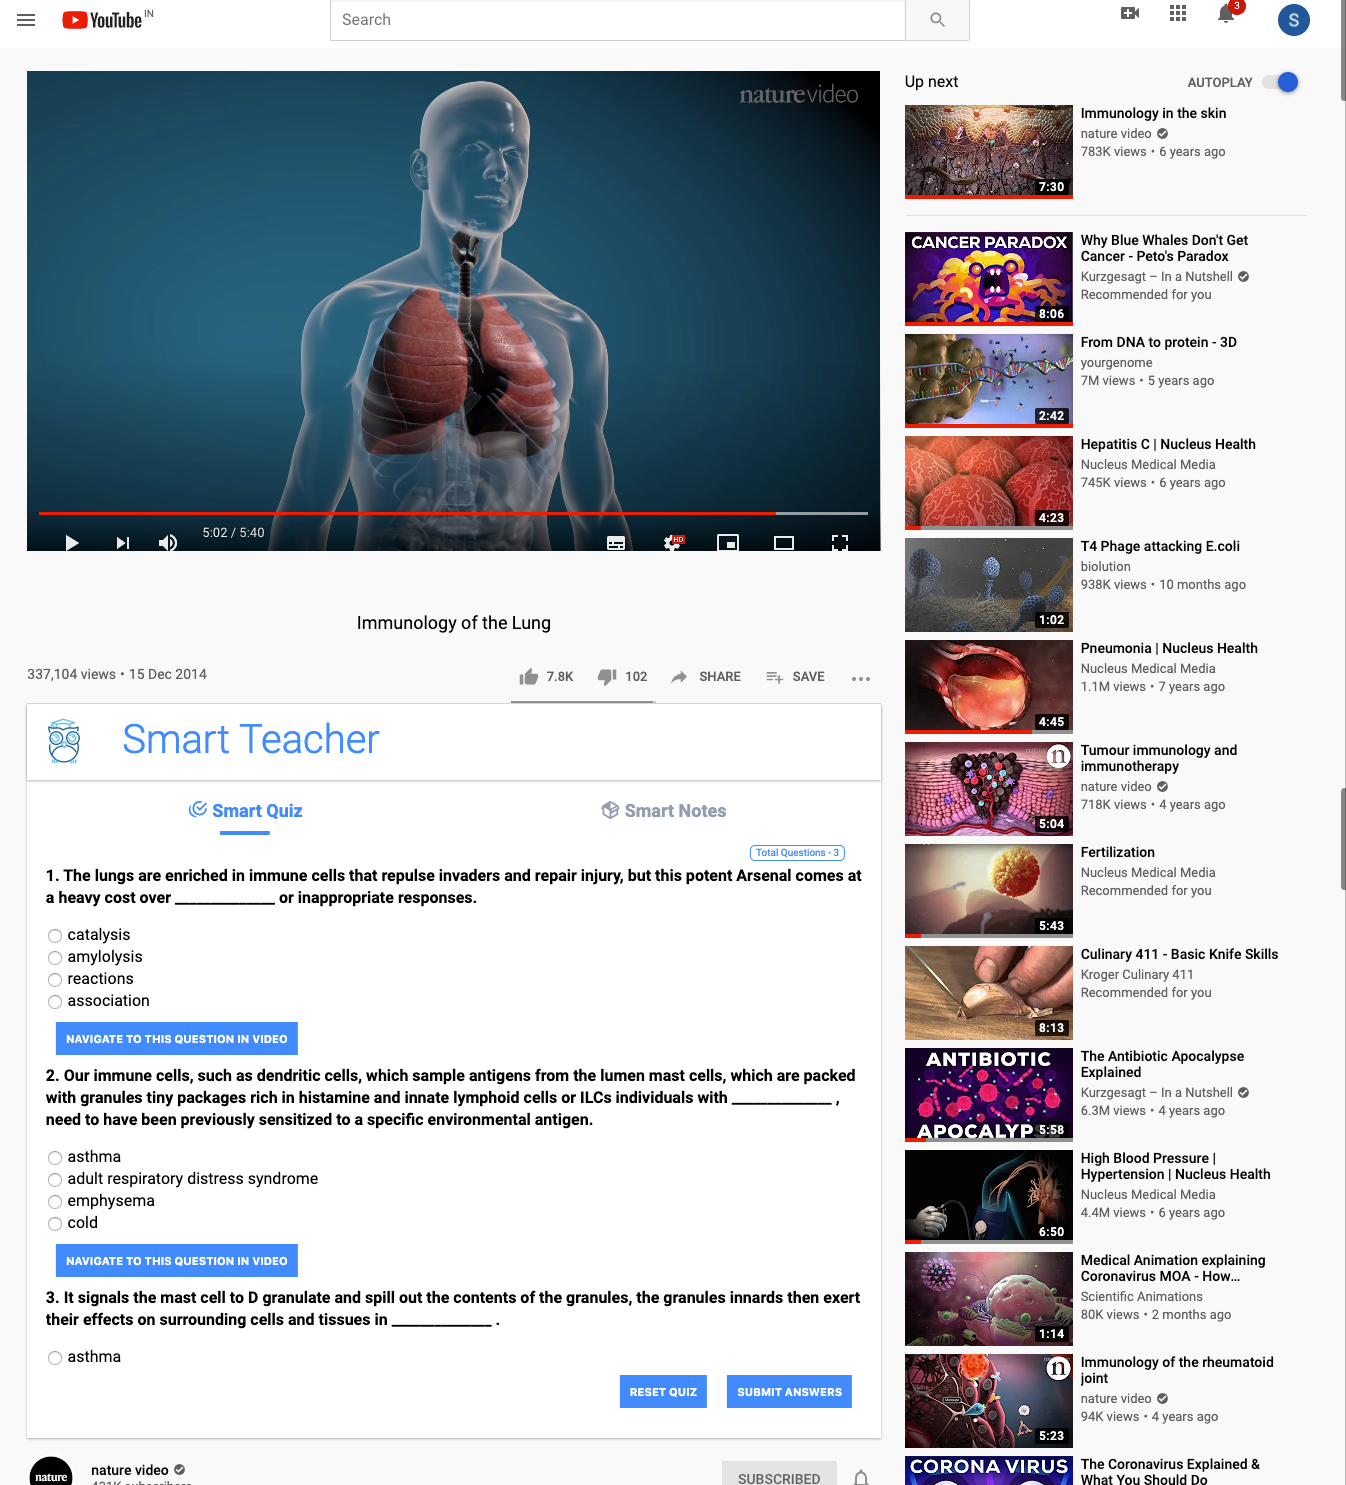 YouTube IN
Search
3
S
naturevideo
5:02 / 5:40
HD
Immunology of the Lung
337,104 views • 15 Dec 2014
7.8K
102
SHARE
SAVE
Smart Teacher
Smart Quiz
Smart Notes
Total Questions - 3
1. The lungs are enriched in immune cells that repulse invaders and repair injury, but this potent Arsenal comes at
a heavy cost over ______________ or inappropriate responses.
catalysis
amylolysis
reactions
association
NAVIGATE TO THIS QUESTION IN VIDEO
2. Our immune cells, such as dendritic cells, which sample antigens from the lumen mast cells, which are packed
with granules tiny packages rich in histamine and innate lymphoid cells or ILCs individuals with ______________ ,
need to have been previously sensitized to a specific environmental antigen.
asthma
adult respiratory distress syndrome
emphysema
cold
NAVIGATE TO THIS QUESTION IN VIDEO
3. It signals the mast cell to D granulate and spill out the contents of the granules, the granules innards then exert
their effects on surrounding cells and tissues in ______________ .
asthma
RESET QUIZ
SUBMIT ANSWERS
nature
nature video
SUBSCRIBED
Up next
AUTOPLAY
7:30
Immunology in the skin
nature video
783K views • 6 years ago
CANCER PARADOX
8:06
Why Blue Whales Don't Get
Cancer - Peto's Paradox
Kurzgesagt – In a Nutshell
Recommended for you
2:42
From DNA to protein - 3D
yourgenome
7M views • 5 years ago
4:23
Hepatitis C | Nucleus Health
Nucleus Medical Media
745K views • 6 years ago
1:02
T4 Phage attacking E.coli
biolution
938K views • 10 months ago
4:45
Pneumonia | Nucleus Health
Nucleus Medical Media
1.1M views • 7 years ago
n
5:04
Tumour immunology and
immunotherapy
nature video
718K views • 4 years ago
5:43
Fertilization
Nucleus Medical Media
Recommended for you
8:13
Culinary 411 - Basic Knife Skills
Kroger Culinary 411
Recommended for you
ANTIBIOTIC
APOCALYP
5:58
The Antibiotic Apocalypse
Explained
Kurzgesagt – In a Nutshell
6.3M views • 4 years ago
6:50
High Blood Pressure |
Hypertension | Nucleus Health
Nucleus Medical Media
4.4M views • 6 years ago
1:14
Medical Animation explaining
Coronavirus MOA - How...
Scientific Animations
80K views • 2 months ago
n
5:23
Immunology of the rheumatoid
joint
nature video
94K views • 4 years ago
CORONA VIRUS
The Coronavirus Explained &
What You Should Do